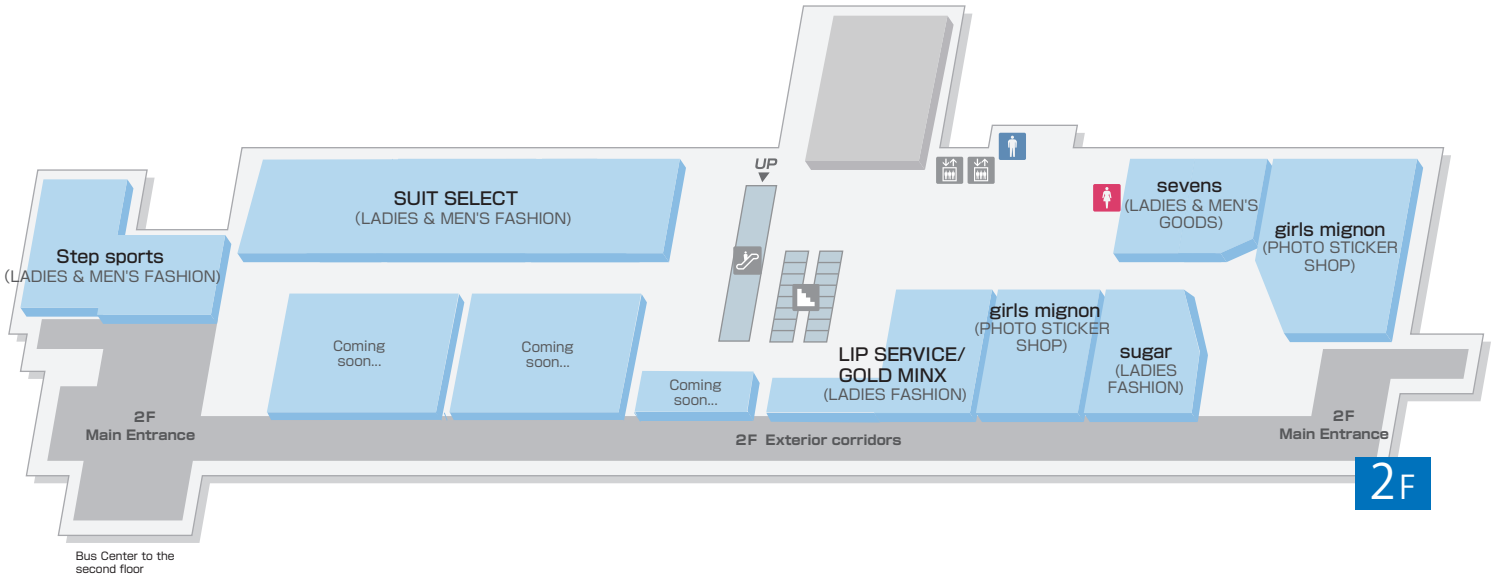 UP
SUIT SELECT
(LADIES & MEN'S FASHION)
sevens
(LADIES & MEN'S
GOODS)
girls mignon
(PHOTO STICKER
SHOP)
Step sports
(LADIES & MEN'S FASHION)
Coming
soon...
Coming
soon...
Coming
soon...
LIP SERVICE/
GOLD MINX
(LADIES FASHION)
girls mignon
(PHOTO STICKER
SHOP)
sugar
(LADIES
FASHION)
2F
Main Entrance
2F Exterior corridors
2F
Main Entrance
2F
Bus Center to the
second floor